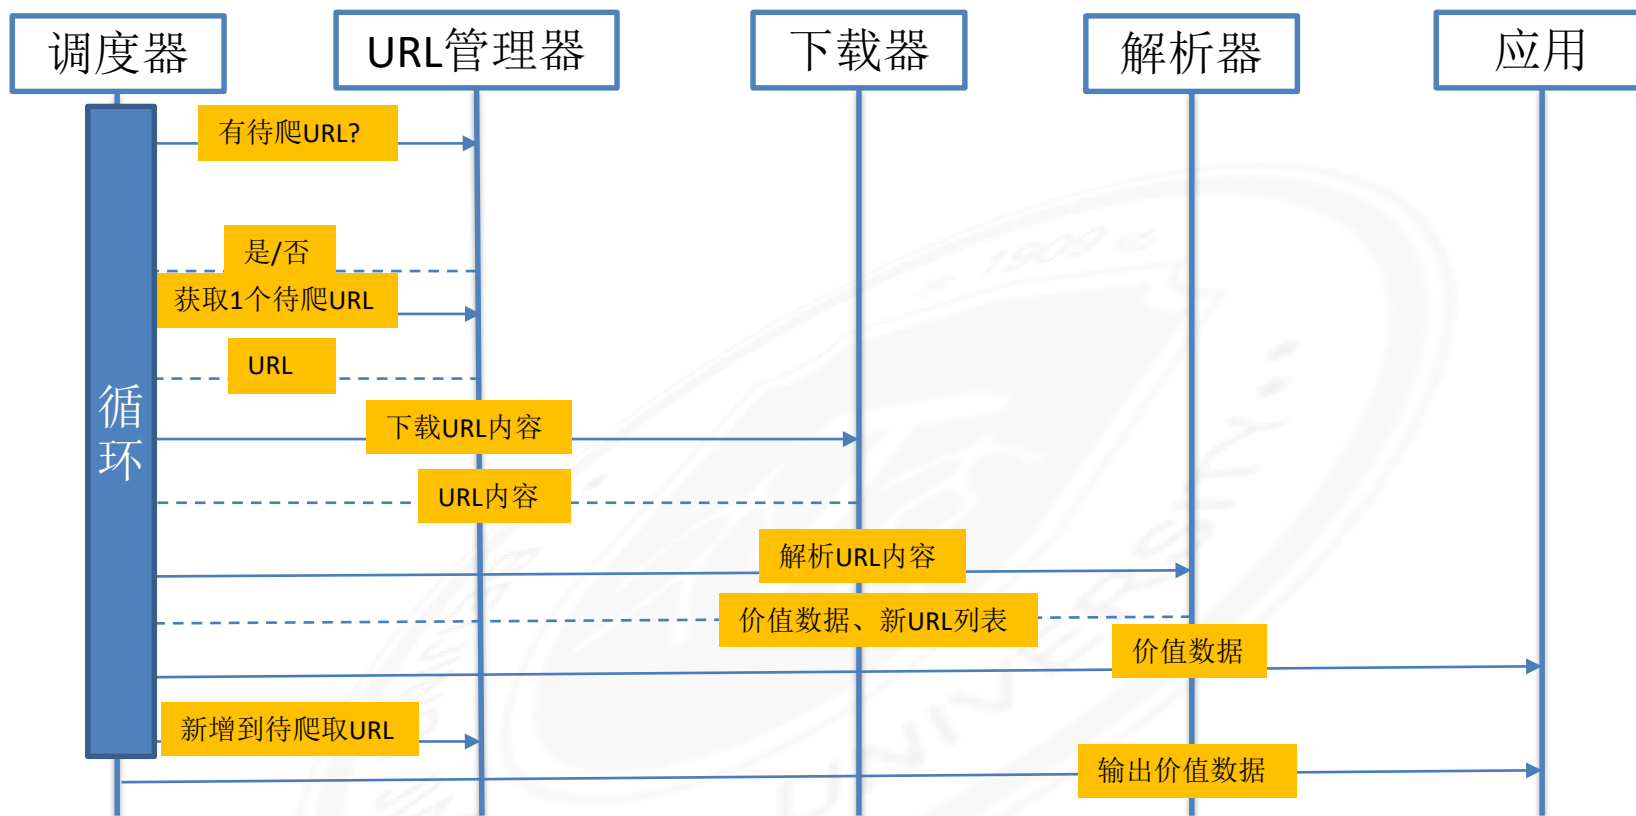 调度器
URL管理器
下载器
解析器
应用
有待爬URL?
是/否
获取1个待爬URL
URL
循
环
下载URL内容
URL内容
解析URL内容
价值数据、新URL列表
价值数据
新增到待爬取URL
输出价值数据
1909
UNIVERSITY